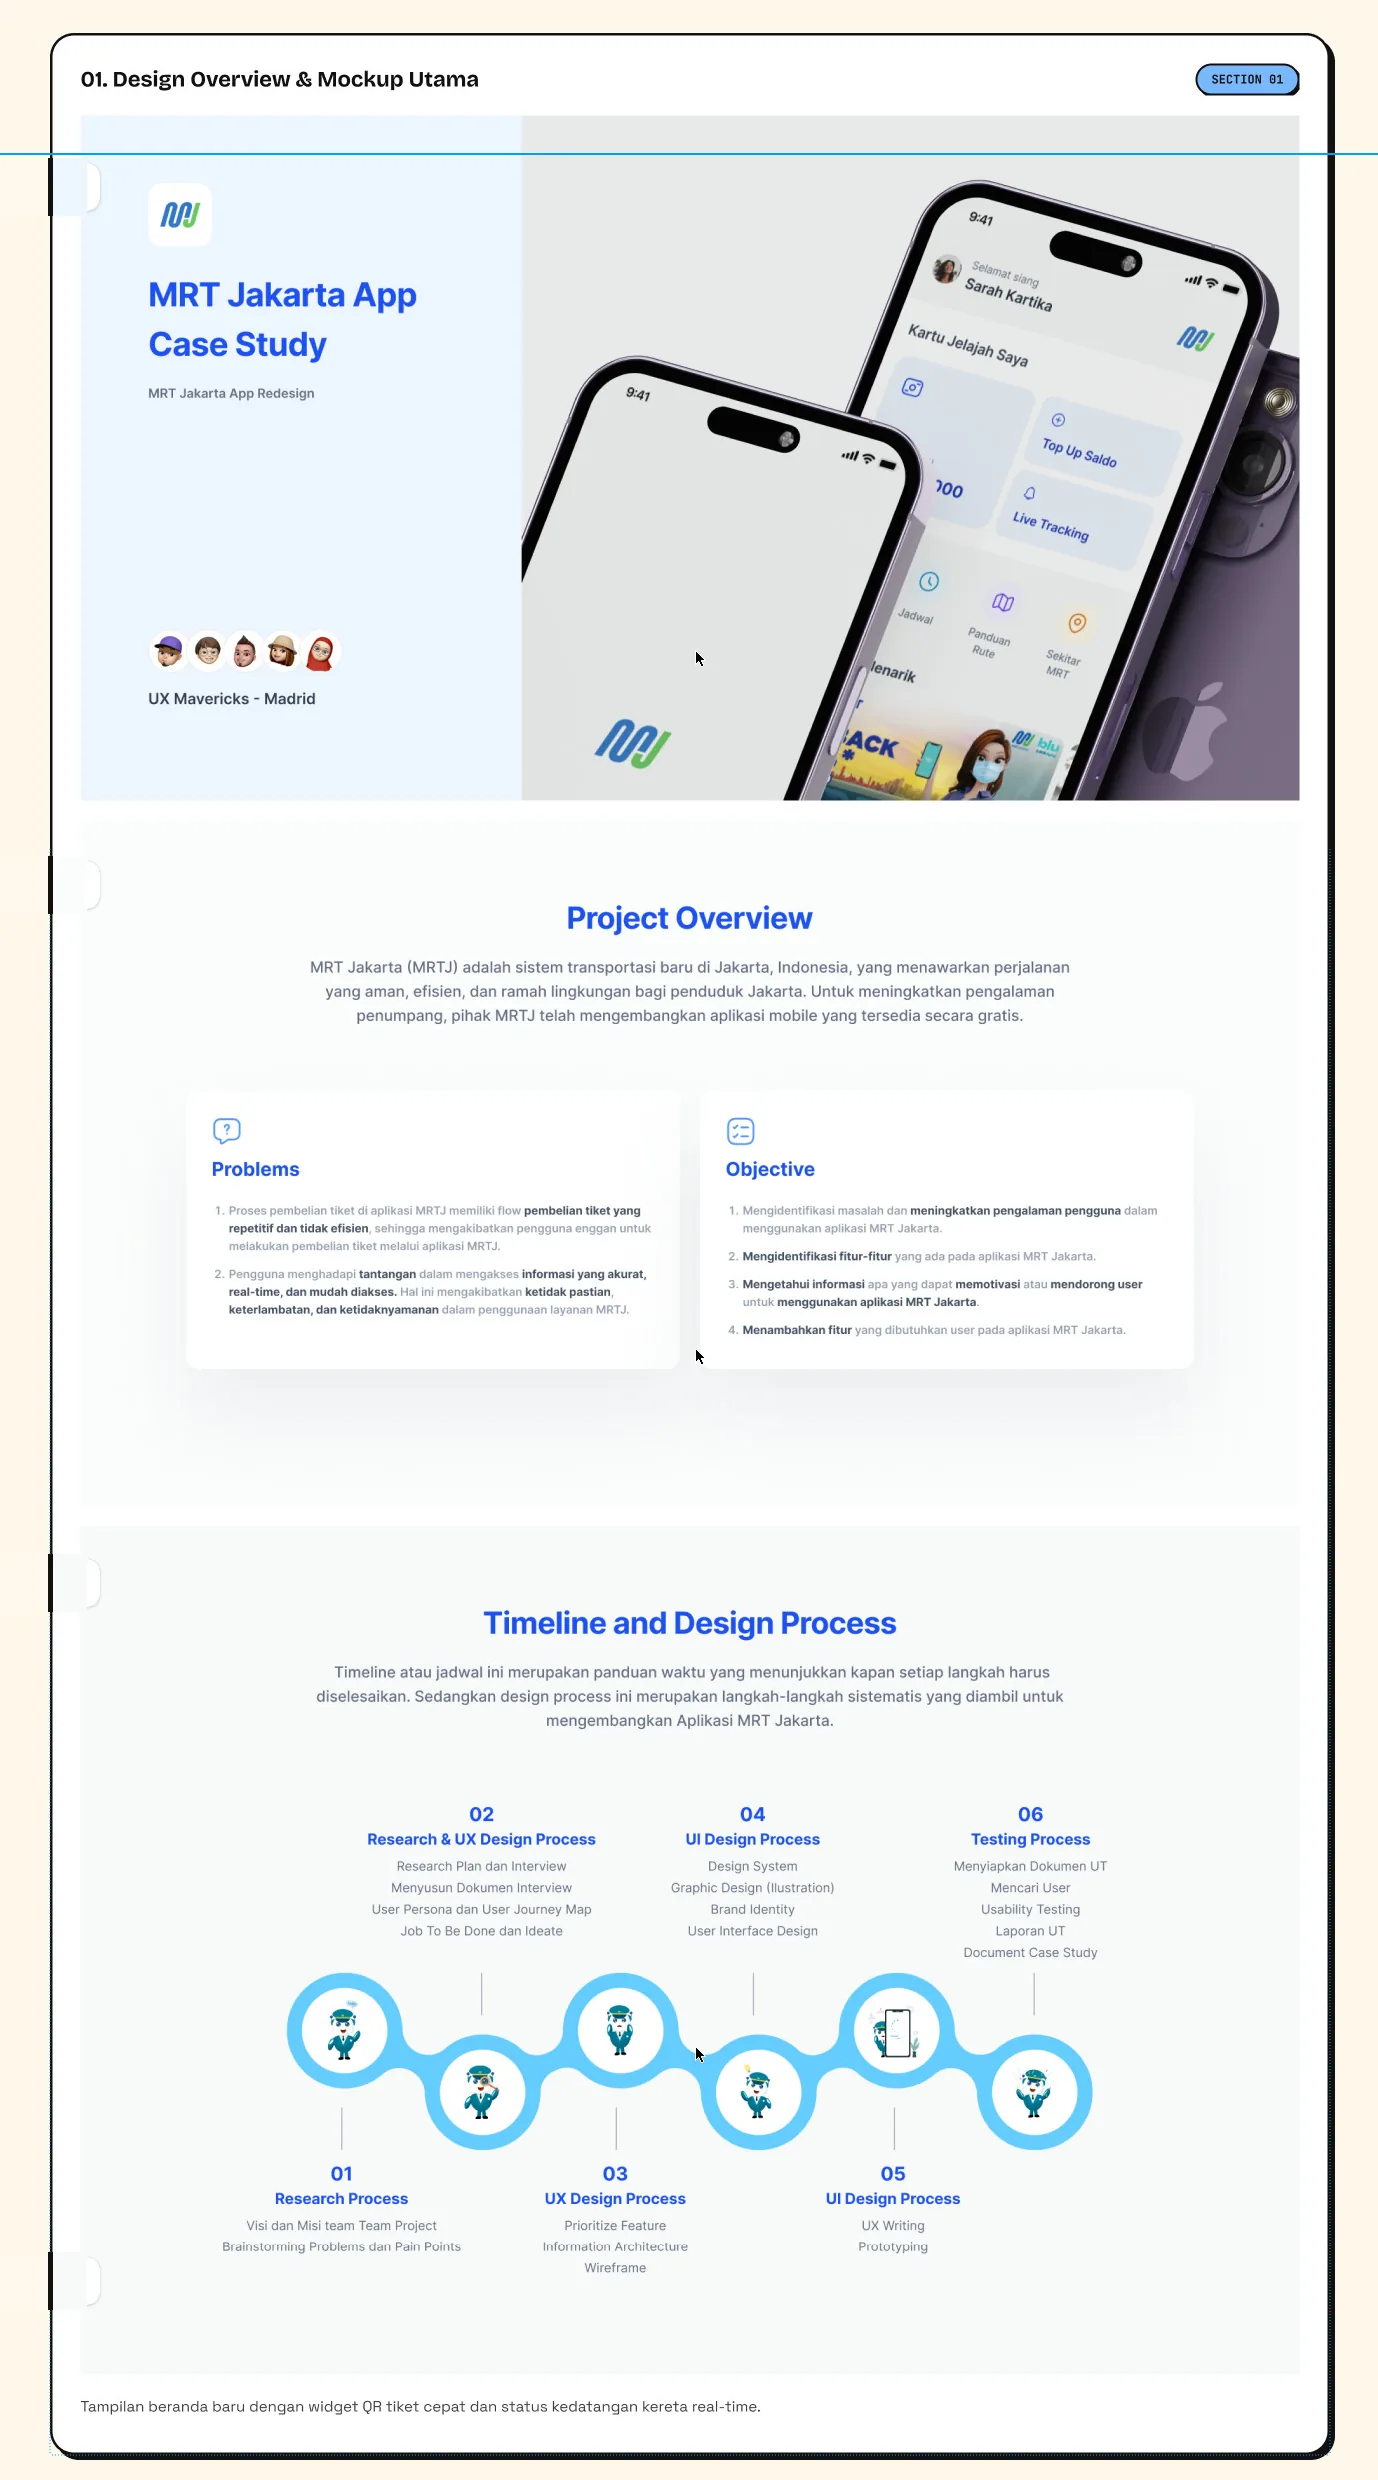 01. Design Overview & Mockup Utama
SECTION 01
MRT Jakarta App
Case Study
MRT Jakarta App Redesign
UX Mavericks - Madrid
9:41
Selamat siang
Sarah Kartika
Kartu Jelajah Saya
Top Up Saldo
000
Live Tracking
Jadwal
Panduan
Rute
Sekitar
MRT
lenarik
ACK
blu
9:41
Project Overview
MRT Jakarta (MRTJ) adalah sistem transportasi baru di Jakarta, Indonesia, yang menawarkan perjalanan
yang aman, efisien, dan ramah lingkungan bagi penduduk Jakarta. Untuk meningkatkan pengalaman
penumpang, pihak MRTJ telah mengembangkan aplikasi mobile yang tersedia secara gratis.
Problems
1. Proses pembelian tiket di aplikasi MRTJ memiliki flow pembelian tiket yang
repetitif dan tidak efisien, sehingga mengakibatkan pengguna enggan untuk
melakukan pembelian tiket melalui aplikasi MRTJ.
2. Pengguna menghadapi tantangan dalam mengakses informasi yang akurat,
real-time, dan mudah diakses. Hal ini mengakibatkan ketidak pastian,
keterlambatan, dan ketidaknyamanan dalam penggunaan layanan MRTJ.
Objective
1. Mengidentifikasi masalah dan meningkatkan pengalaman pengguna dalam
menggunakan aplikasi MRT Jakarta.
2. Mengidentifikasi fitur-fitur yang ada pada aplikasi MRT Jakarta.
3. Mengetahui informasi apa yang dapat memotivasi atau mendorong user
untuk menggunakan aplikasi MRT Jakarta.
4. Menambahkan fitur yang dibutuhkan user pada aplikasi MRT Jakarta.
Timeline and Design Process
Timeline atau jadwal ini merupakan panduan waktu yang menunjukkan kapan setiap langkah harus
diselesaikan. Sedangkan design process ini merupakan langkah-langkah sistematis yang diambil untuk
mengembangkan Aplikasi MRT Jakarta.
02
Research & UX Design Process
Research Plan dan Interview
Menyusun Dokumen Interview
User Persona dan User Journey Map
Job To Be Done dan Ideate
04
UI Design Process
Design System
Graphic Design (Ilustration)
Brand Identity
User Interface Design
06
Testing Process
Menyiapkan Dokumen UT
Mencari User
Usability Testing
Laporan UT
Document Case Study
01
Research Process
Visi dan Misi team Team Project
Brainstorming Problems dan Pain Points
03
UX Design Process
Prioritize Feature
Information Architecture
Wireframe
05
UI Design Process
UX Writing
Prototyping
Tampilan beranda baru dengan widget QR tiket cepat dan status kedatangan kereta real-time.